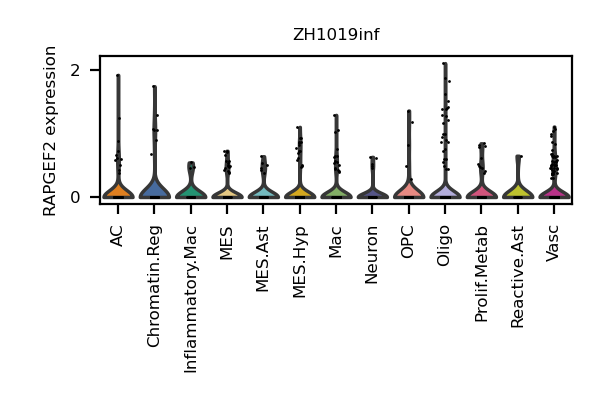 ZH1019inf
RAPGEF2 expression
2
0
AC
Chromatin.Reg
Inflammatory.Mac
MES
MES.Ast
MES.Hyp
Mac
Neuron
OPC
Oligo
Prolif.Metab
Reactive.Ast
Vasc